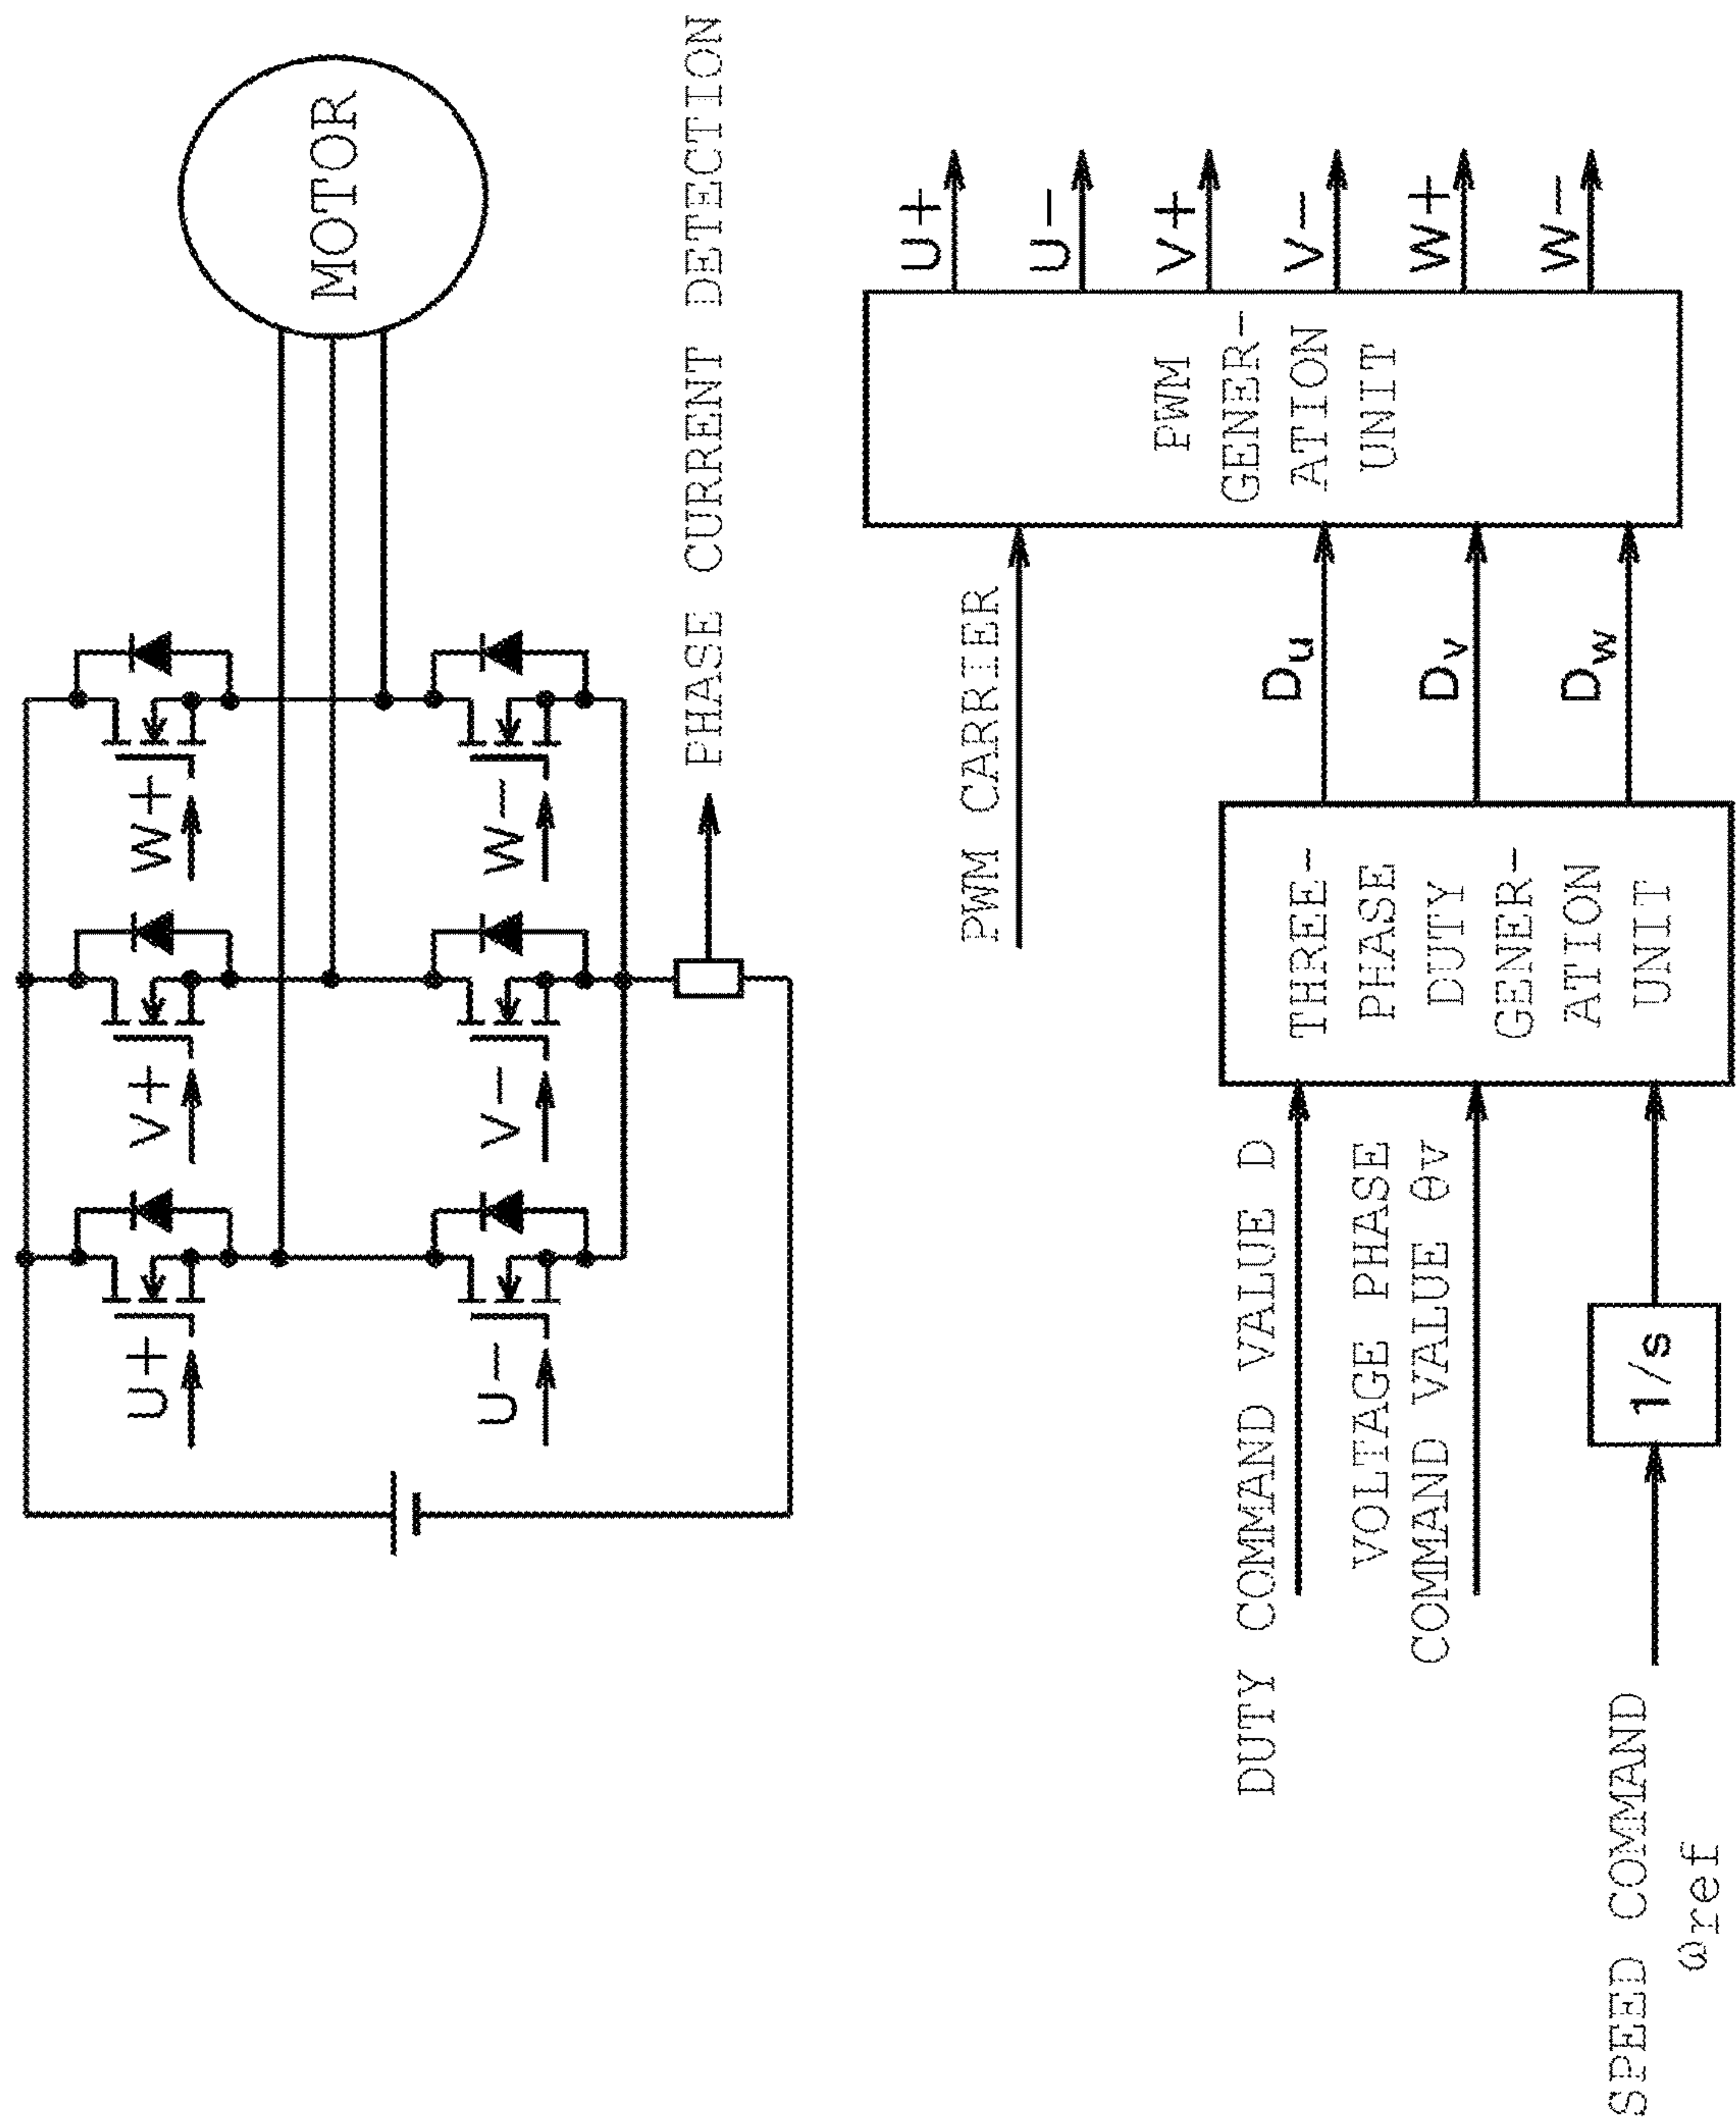 MOTOR
U+
V+
W+
U-
V-
W-
PHASE CURRENT DETECTION
PWM CARRIER
DUTY COMMAND VALUE D
VOLTAGE PHASE
COMMAND VALUE θv
SPEED COMMAND
ωref
1/s
THREE-
PHASE
DUTY
GENER-
ATION
UNIT
Du
Dv
Dw
PWM
GENER-
ATION
UNIT
U+
U-
V+
V-
W+
W-